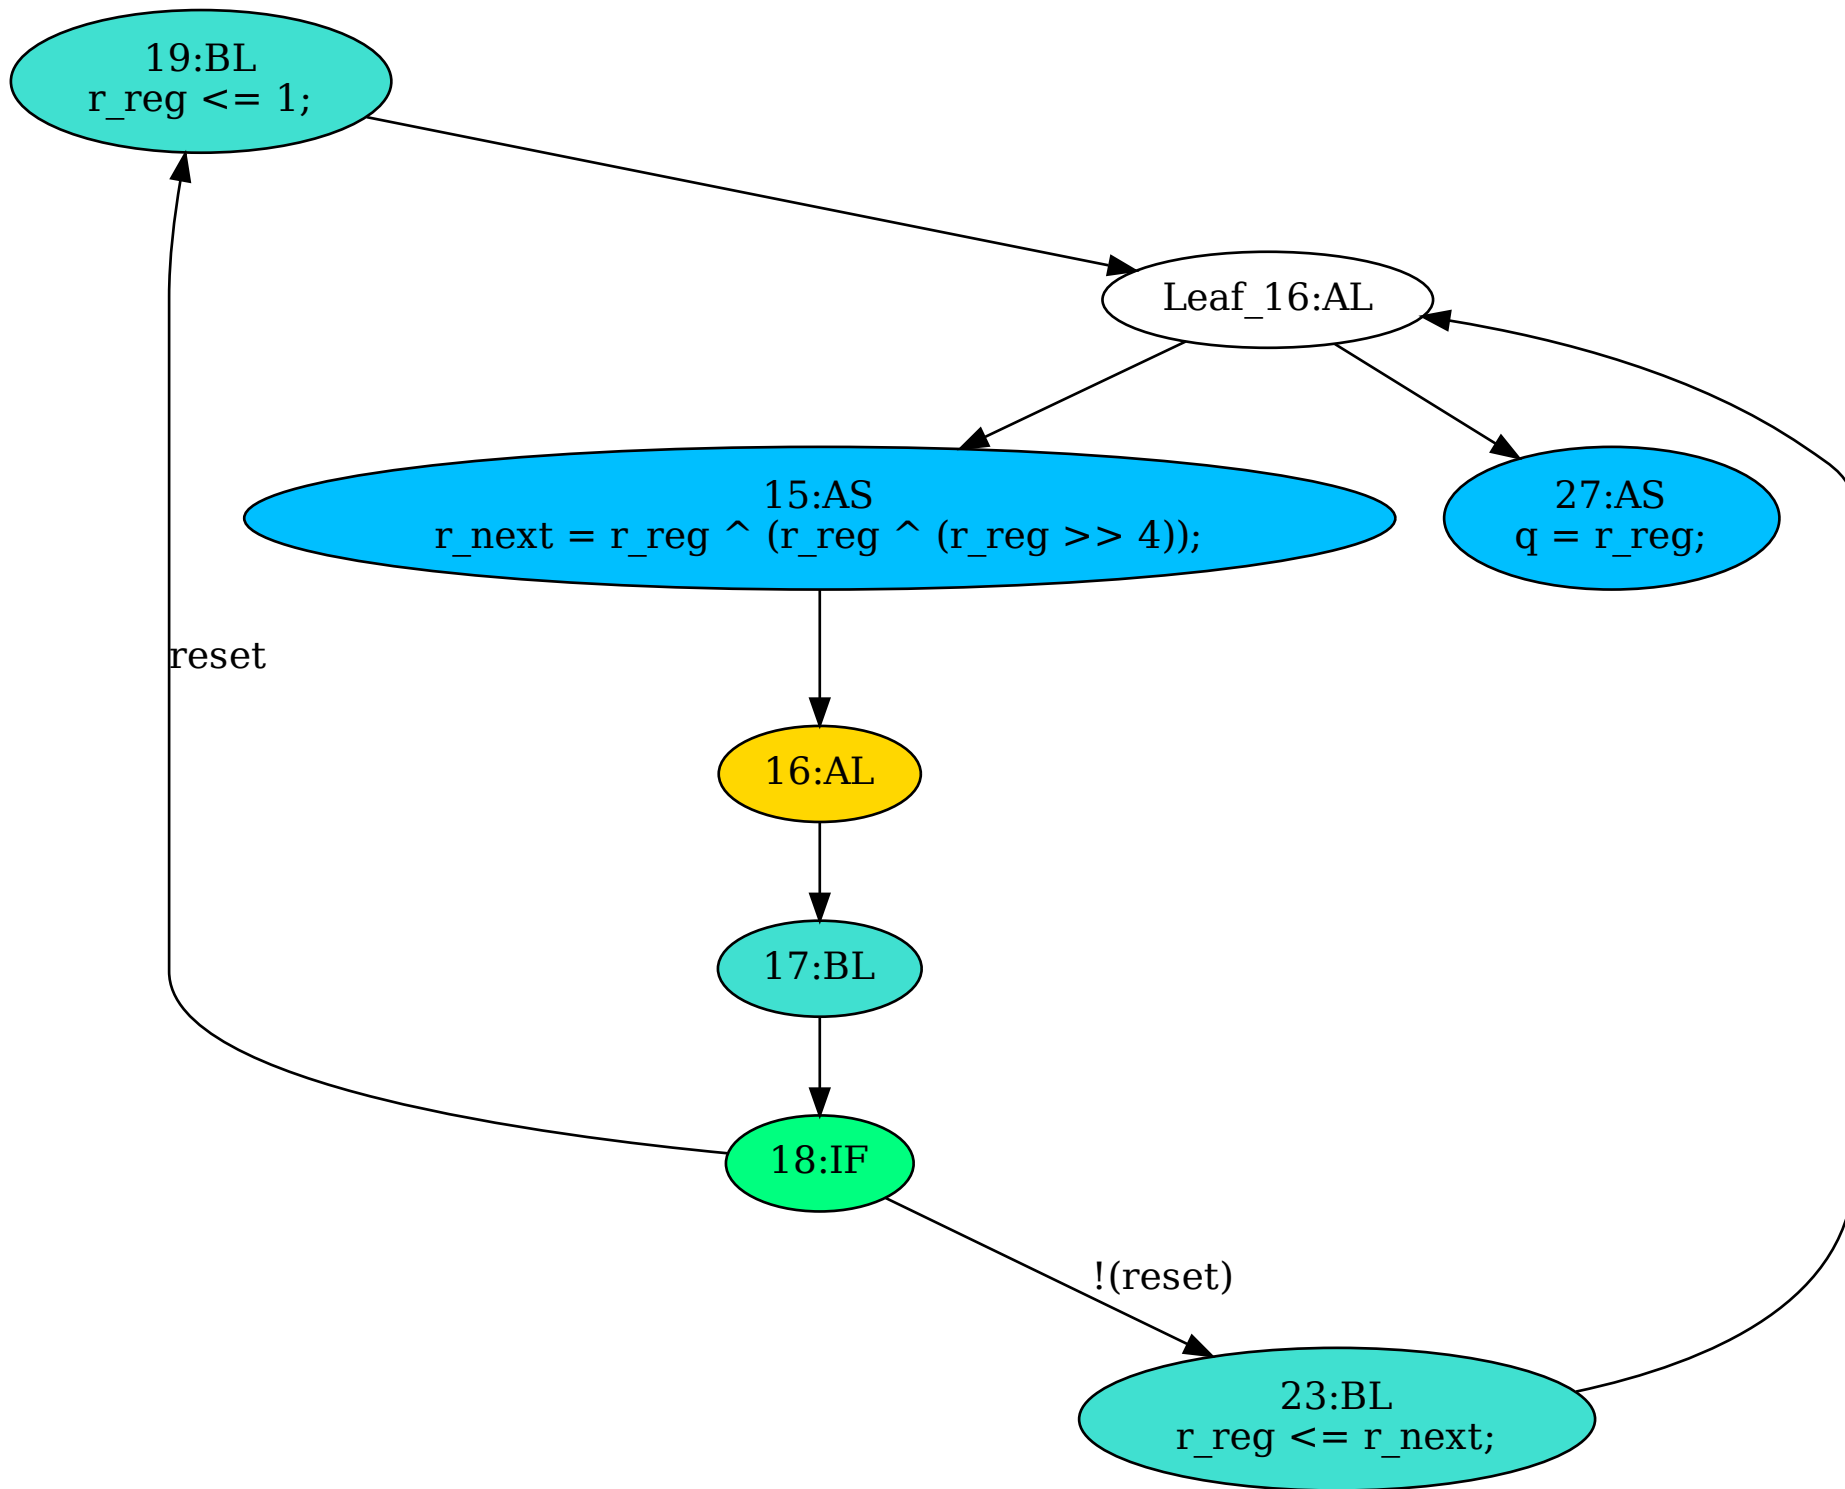 19:BL
r_reg <= 1;
Leaf_16:AL
15:AS
r_next = r_reg ^ (r_reg ^ (r_reg >> 4));
27:AS
q = r_reg;
reset
16:AL
17:BL
18:IF
!(reset)
23:BL
r_reg <= r_next;